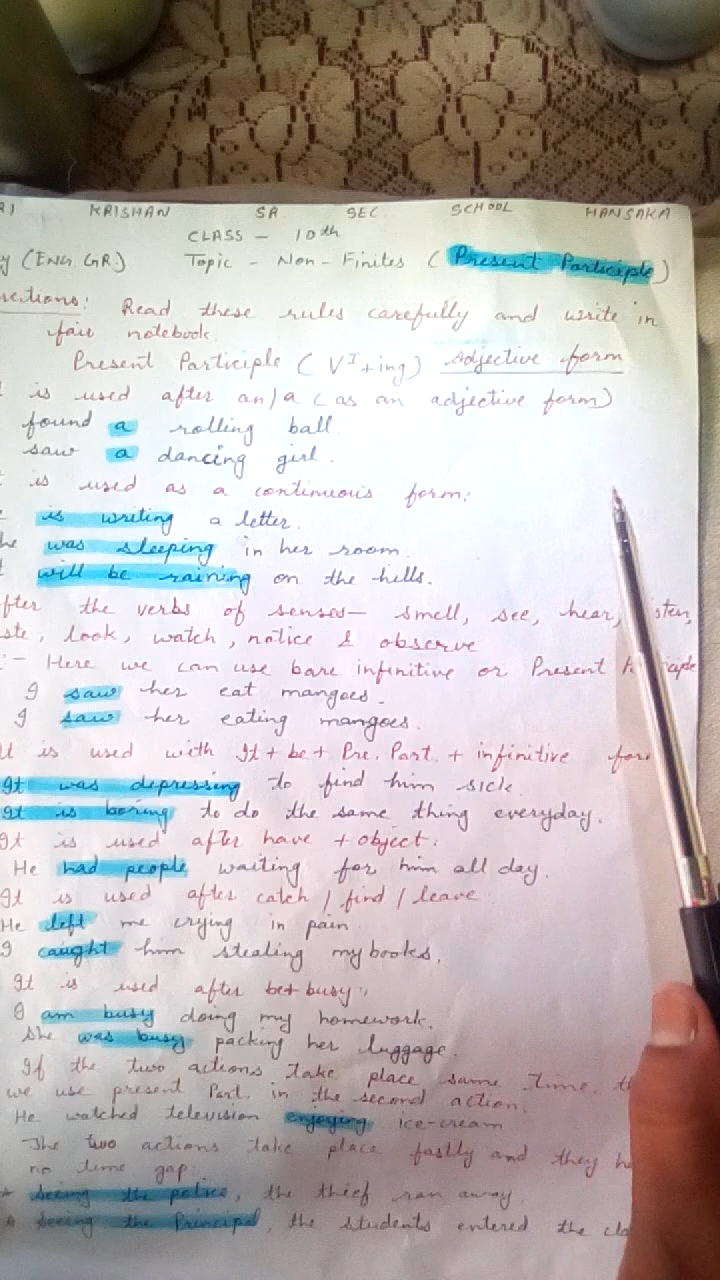 KRISHAN SR SEC SCHOOL HANSAKA
CLASS - 10th
(ENG. GR.) Topic - Non-Finites (Present Participle)
Read these rules carefully and write in
fair notebook.
Present Participle (V^I+ing) adjective form
is used after an/a (as an adjective form)
found a rolling ball.
saw a dancing girl.
is used as a continuous form:
is writing a letter.
he was sleeping in her room.
will be raining on the hills.
fter the verbs of senses- smell, see, hear, isten,
ste, look, watch, notice & observe
:- Here we can use bare infinitive or Present
I saw her eat mangoes.
I saw her eating mangoes.
It is used with It + be + Pre. Part. + infinitive for
It was depressing to find him sick.
It is boring to do the same thing everyday.
It is used after have + object.
He had people waiting for him all day.
It is used after catch / find / leave
He left me crying in pain
I caught him stealing my books.
It is used after be+busy:
I am busy doing my homework.
She was busy packing her luggage.
If the two actions take place same time, th
we use present Part. in the second action.
He watched television enjoying ice-cream
The two actions take place fastly and they h
no time gap:
* Seeing the police, the thief ran away.
* Seeing the Principal, the students entered the cla